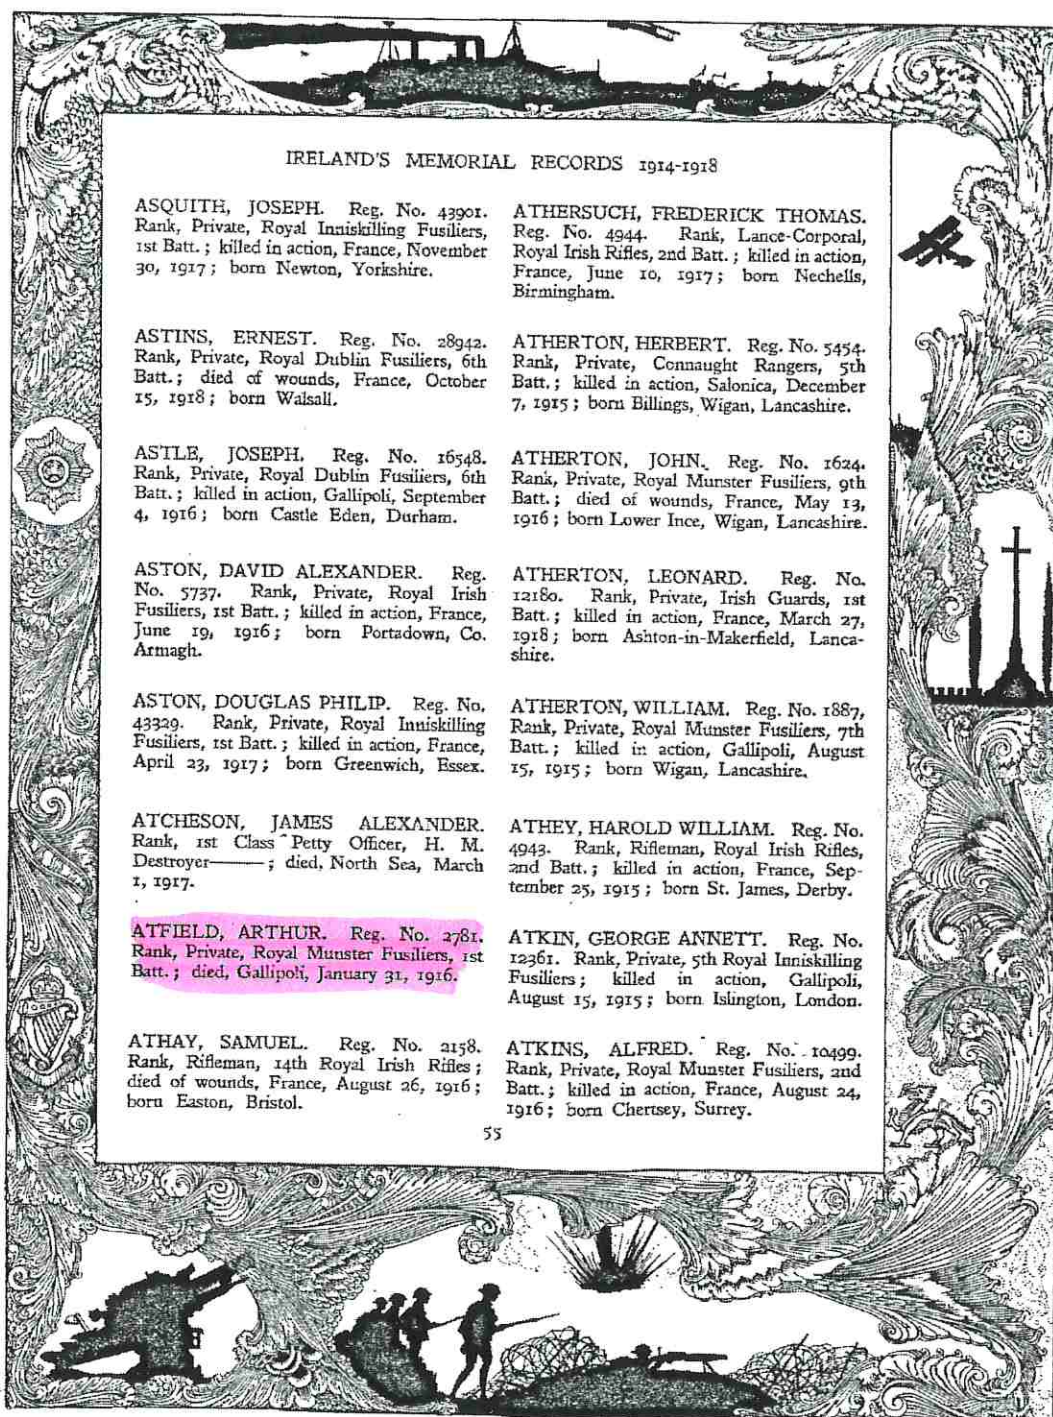 IRELAND'S MEMORIAL RECORDS 1914-1918
ASQUITH, JOSEPH. Reg. No. 43901.
Rank, Private, Royal Inniskilling Fusiliers,
1st Batt.; killed in action, France, November
30, 1917; born Newton, Yorkshire.
ASTINS, ERNEST. Reg. No. 28942.
Rank, Private, Royal Dublin Fusiliers, 6th
Batt.; died of wounds, France, October
15, 1918; born Walsall.
ASTLE, JOSEPH. Reg. No. 16548.
Rank, Private, Royal Dublin Fusiliers, 6th
Batt.; killed in action, Gallipoli, September
4, 1916; born Castle Eden, Durham.
ASTON, DAVID ALEXANDER. Reg.
No. 5737. Rank, Private, Royal Irish
Fusiliers, 1st Batt.; killed in action, France,
June 19, 1916; born Portadown, Co.
Armagh.
ASTON, DOUGLAS PHILIP. Reg. No.
43329. Rank, Private, Royal Inniskilling
Fusiliers, 1st Batt.; killed in action, France,
April 23, 1917; born Greenwich, Essex.
ATCHESON, JAMES ALEXANDER.
Rank, 1st Class Petty Officer, H. M.
Destroyer———; died, North Sea, March
1, 1917.
ATFIELD, ARTHUR. Reg. No. 2781.
Rank, Private, Royal Munster Fusiliers, 1st
Batt.; died, Gallipoli, January 31, 1916.
ATHAY, SAMUEL. Reg. No. 2158.
Rank, Rifleman, 14th Royal Irish Rifles;
died of wounds, France, August 26, 1916;
born Easton, Bristol.
ATHERSUCH, FREDERICK THOMAS.
Reg. No. 4944. Rank, Lance-Corporal,
Royal Irish Rifles, 2nd Batt.; killed in action,
France, June 10, 1917; born Nechells,
Birmingham.
ATHERTON, HERBERT. Reg. No. 5454.
Rank, Private, Connaught Rangers, 5th
Batt.; killed in action, Salonica, December
7, 1915; born Billings, Wigan, Lancashire.
ATHERTON, JOHN. Reg. No. 1624.
Rank, Private, Royal Munster Fusiliers, 9th
Batt.; died of wounds, France, May 13,
1916; born Lower Ince, Wigan, Lancashire.
ATHERTON, LEONARD. Reg. No.
12180. Rank, Private, Irish Guards, 1st
Batt.; killed in action, France, March 27,
1918; born Ashton-in-Makerfield, Lanca-
shire.
ATHERTON, WILLIAM. Reg. No. 1887,
Rank, Private, Royal Munster Fusiliers, 7th
Batt.; killed in action, Gallipoli, August
15, 1915; born Wigan, Lancashire.
ATHEY, HAROLD WILLIAM. Reg. No.
4943. Rank, Rifleman, Royal Irish Rifles,
2nd Batt.; killed in action, France, Sep-
tember 25, 1915; born St. James, Derby.
ATKIN, GEORGE ANNETT. Reg. No.
12361. Rank, Private, 5th Royal Inniskilling
Fusiliers; killed in action, Gallipoli,
August 15, 1915; born Islington, London.
ATKINS, ALFRED. Reg. No. 10499.
Rank, Private, Royal Munster Fusiliers, 2nd
Batt.; killed in action, France, August 24,
1916; born Chertsey, Surrey.
55